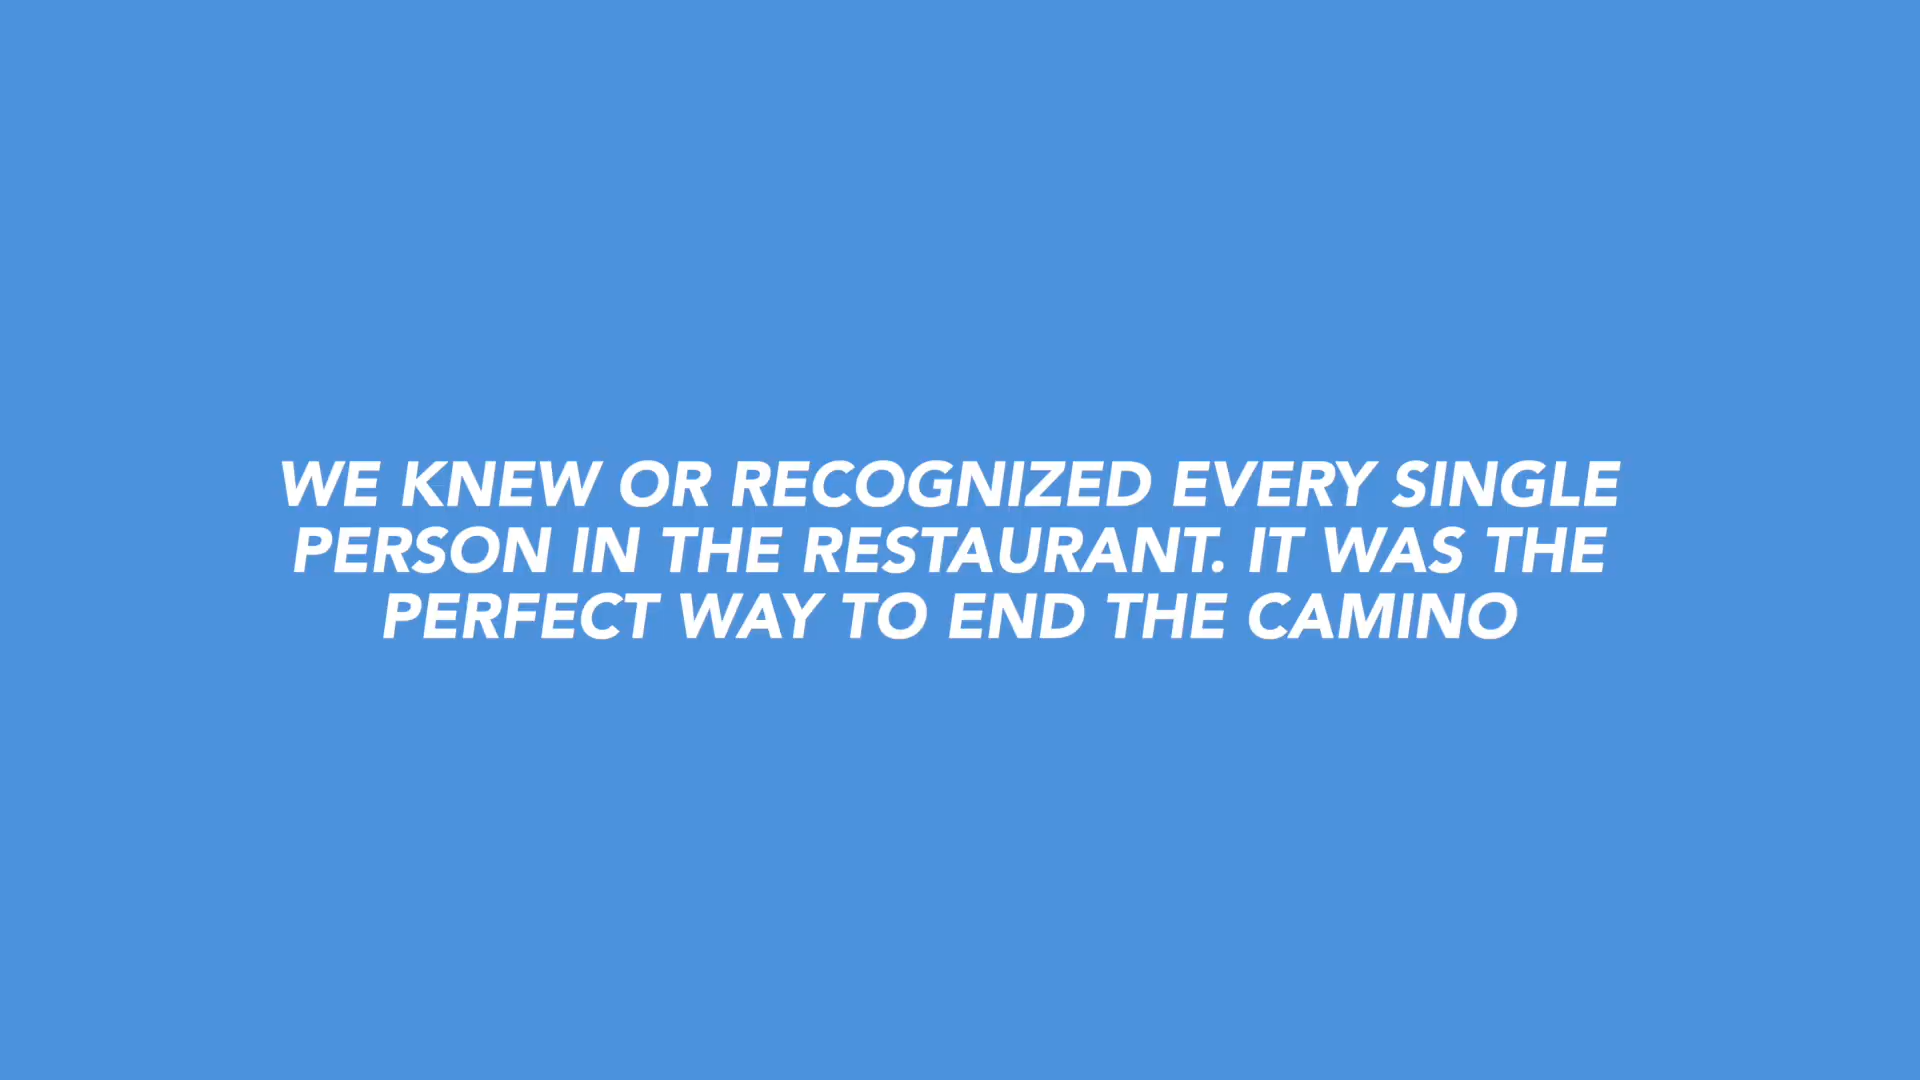 WE KNEW OR RECOGNIZED EVERY SINGLE
PERSON IN THE RESTAURANT. IT WAS THE
PERFECT WAY TO END THE CAMINO